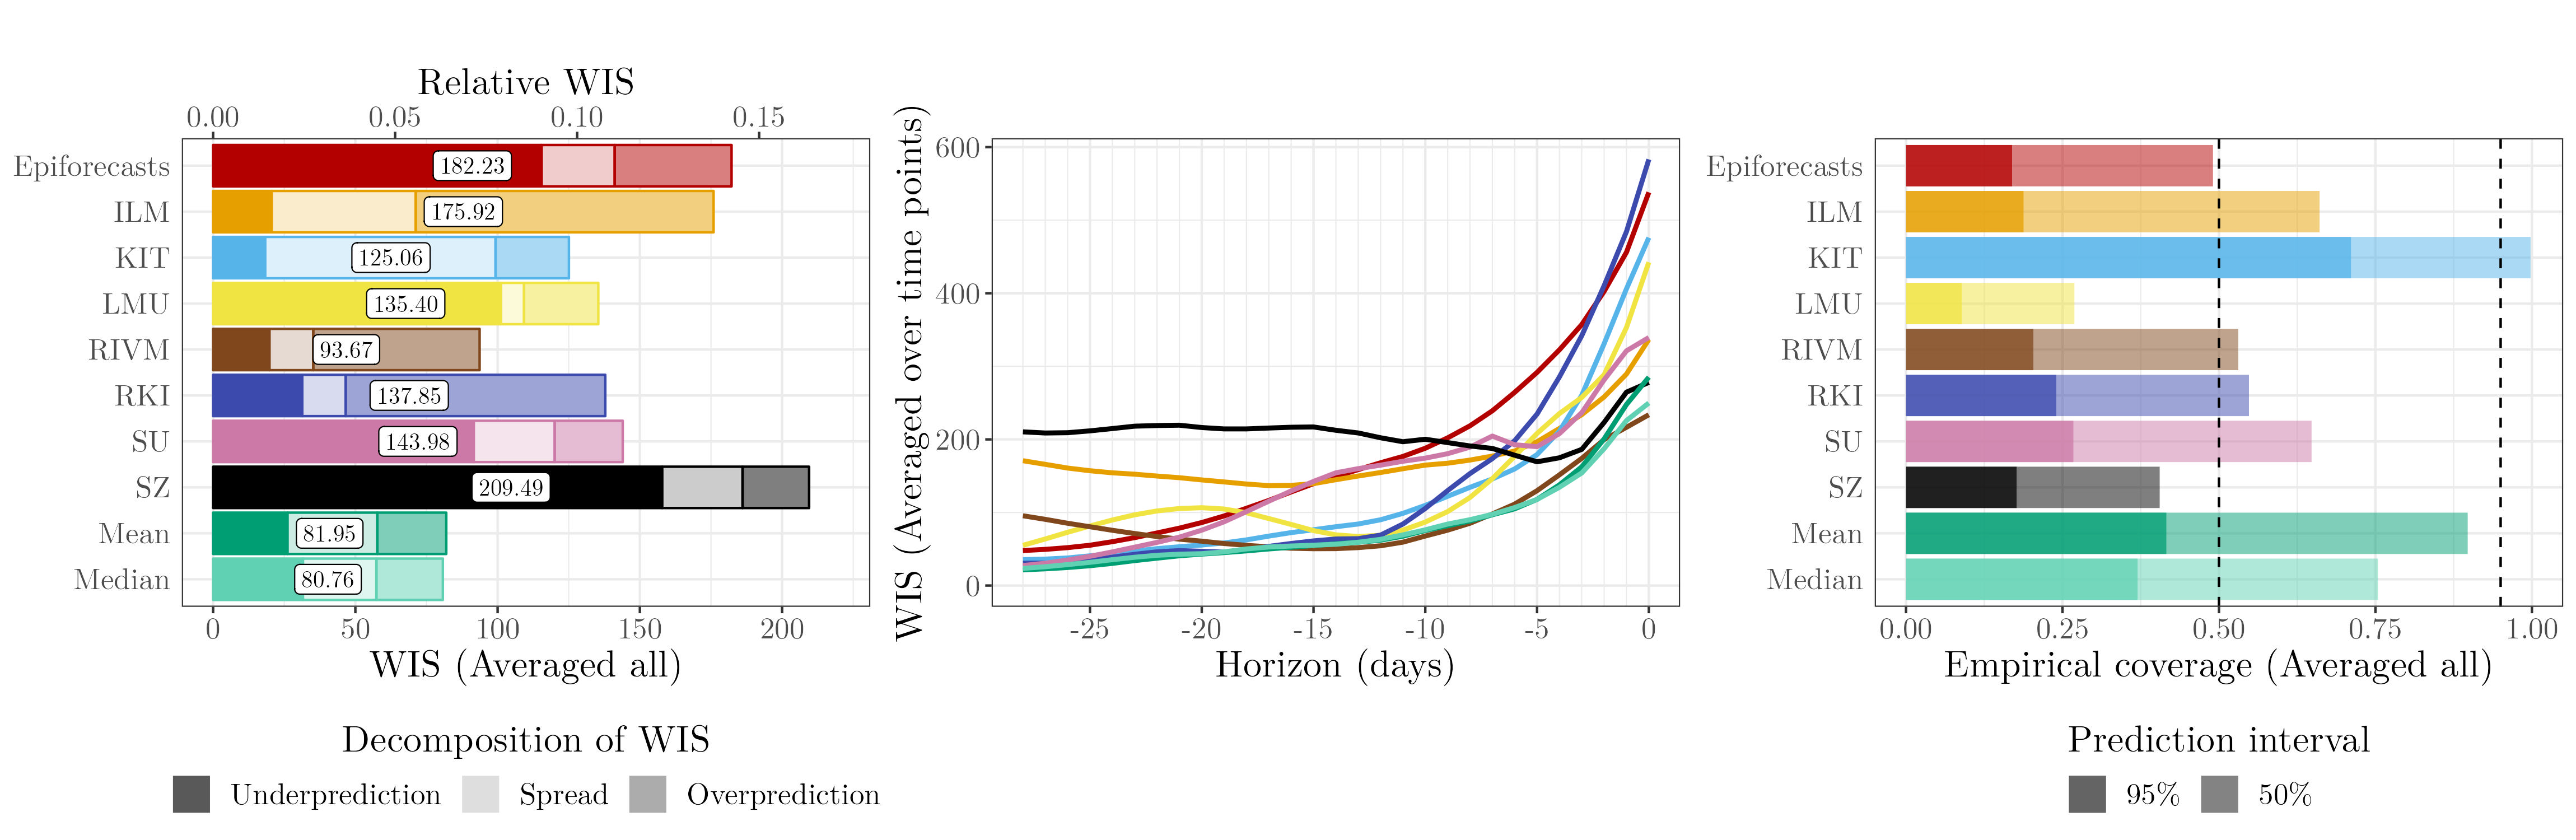 Relative WIS
0.00 0.05 0.10 0.15
Epiforecasts 182.23
ILM 175.92
KIT 125.06
LMU 135.40
RIVM 93.67
RKI 137.85
SU 143.98
SZ 209.49
Mean 81.95
Median 80.76
0 50 100 150 200
WIS (Averaged all)
Decomposition of WIS
Underprediction Spread Overprediction
WIS (Averaged over time points)
600
400
200
0
-25 -20 -15 -10 -5 0
Horizon (days)
Epiforecasts
ILM
KIT
LMU
RIVM
RKI
SU
SZ
Mean
Median
0.00 0.25 0.50 0.75 1.00
Empirical coverage (Averaged all)
Prediction interval
95% 50%